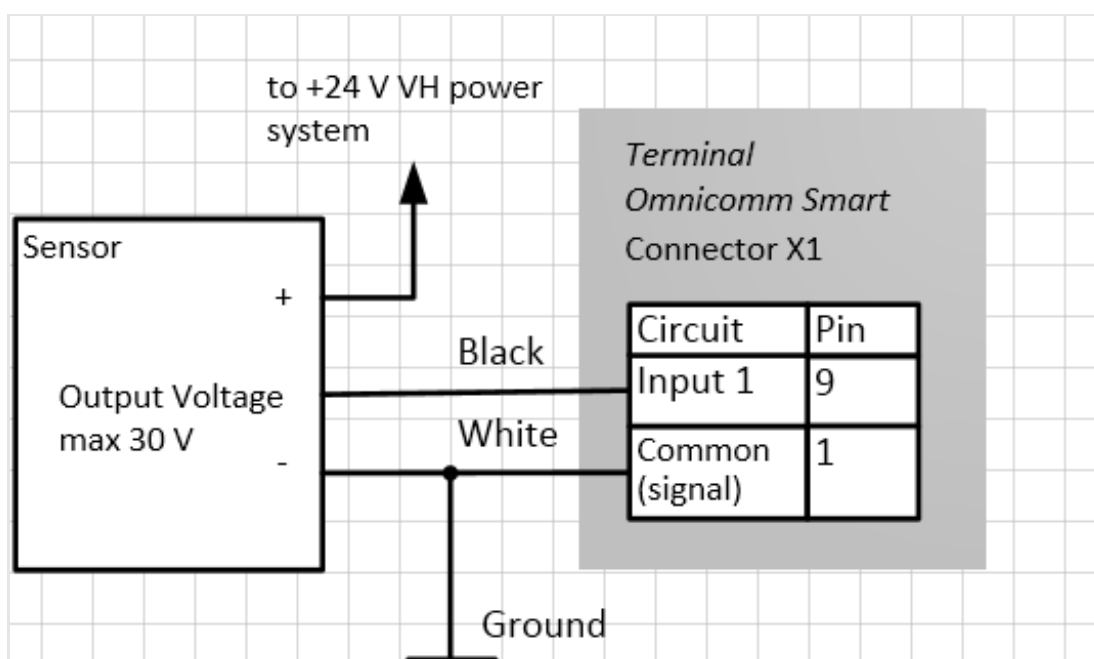 to +24 V VH power
system
Terminal
Omnicomm Smart
Connector X1
Sensor
+
Output Voltage
max 30 V
-
Black
White
Circuit Pin
Input 1 9
Common 1
(signal)
Ground